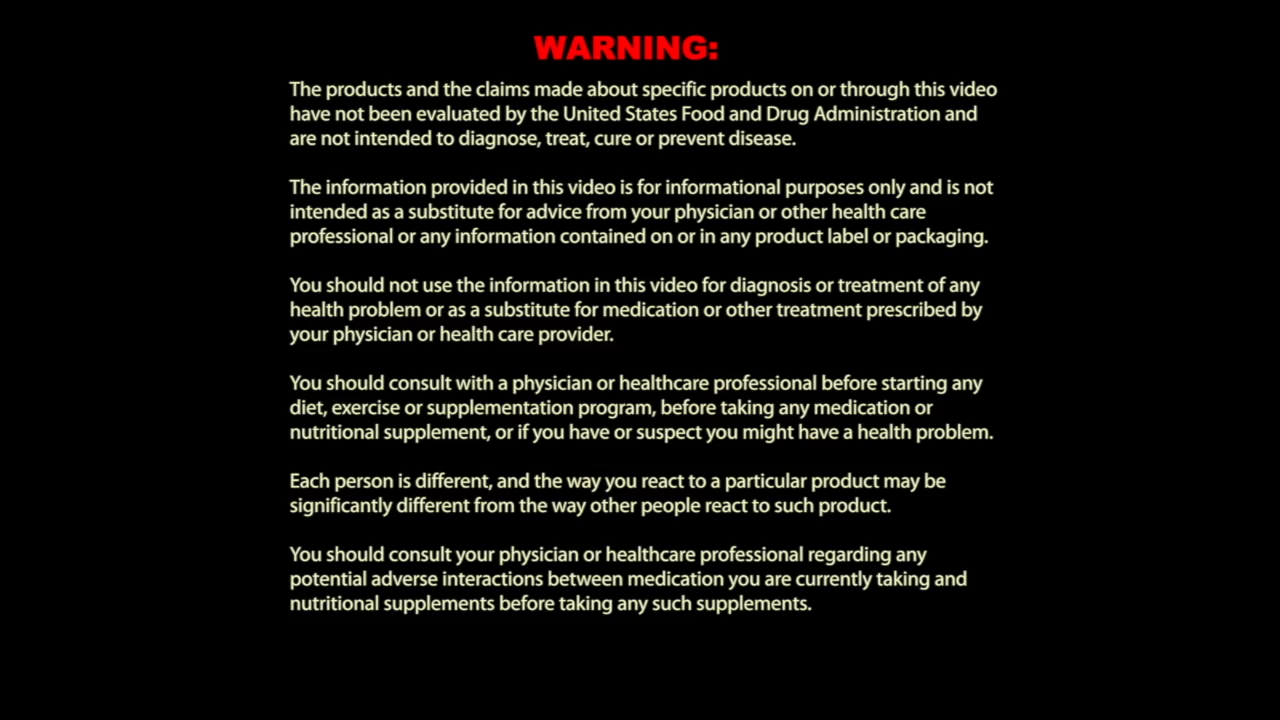 WARNING:
The products and the claims made about specific products on or through this video
have not been evaluated by the United States Food and Drug Administration and
are not intended to diagnose, treat, cure or prevent disease.
The information provided in this video is for informational purposes only and is not
intended as a substitute for advice from your physician or other health care
professional or any information contained on or in any product label or packaging.
You should not use the information in this video for diagnosis or treatment of any
health problem or as a substitute for medication or other treatment prescribed by
your physician or health care provider.
You should consult with a physician or healthcare professional before starting any
diet, exercise or supplementation program, before taking any medication or
nutritional supplement, or if you have or suspect you might have a health problem.
Each person is different, and the way you react to a particular product may be
significantly different from the way other people react to such product.
You should consult your physician or healthcare professional regarding any
potential adverse interactions between medication you are currently taking and
nutritional supplements before taking any such supplements.